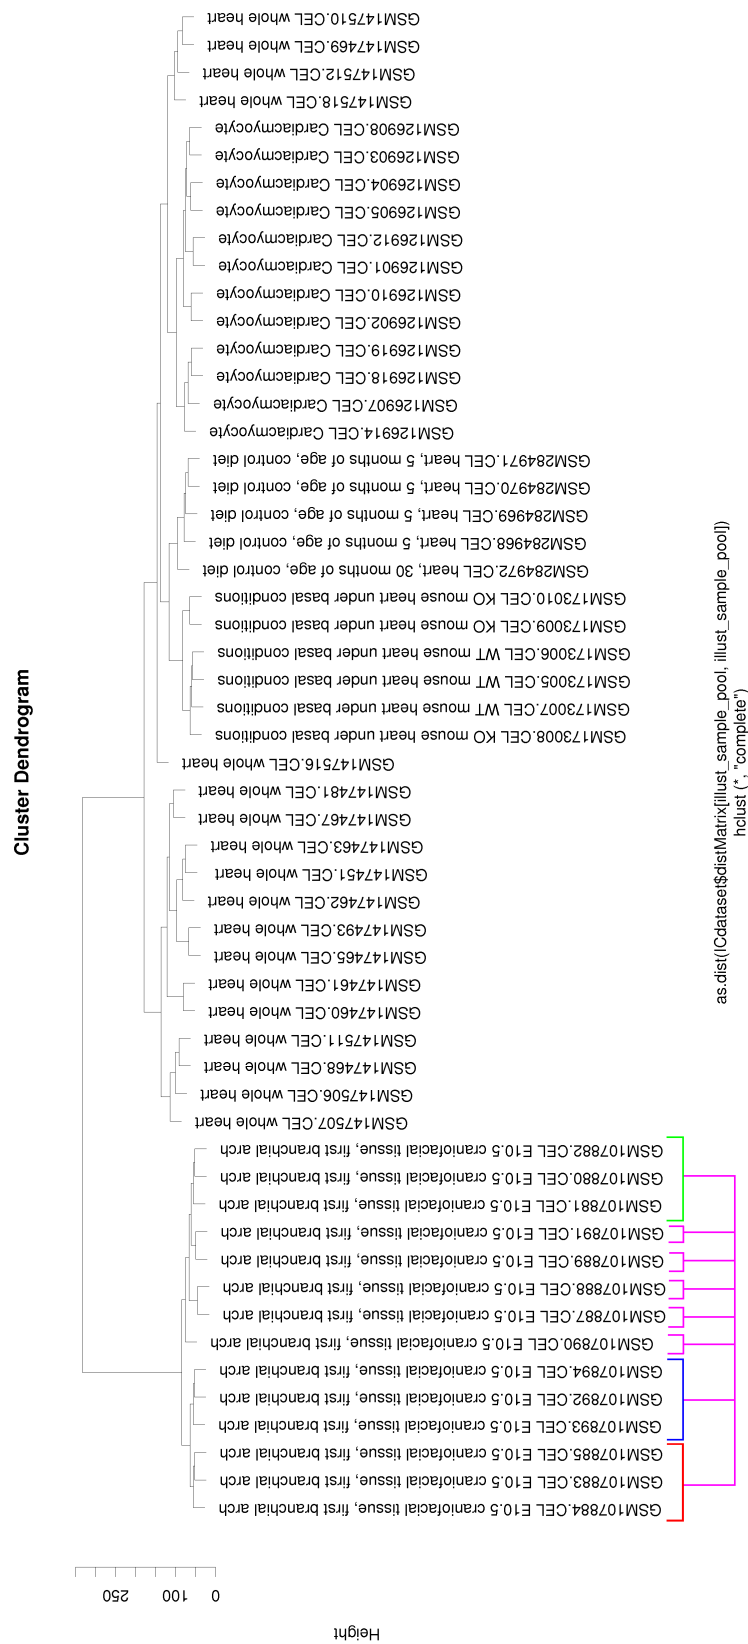 Cluster Dendrogram
GSM147510.CEL whole heart
GSM147469.CEL whole heart
GSM147512.CEL whole heart
GSM147518.CEL whole heart
GSM126908.CEL Cardiacmyocyte
GSM126903.CEL Cardiacmyocyte
GSM126904.CEL Cardiacmyocyte
GSM126905.CEL Cardiacmyocyte
GSM126912.CEL Cardiacmyocyte
GSM126901.CEL Cardiacmyocyte
GSM126910.CEL Cardiacmyocyte
GSM126902.CEL Cardiacmyocyte
GSM126919.CEL Cardiacmyocyte
GSM126918.CEL Cardiacmyocyte
GSM126907.CEL Cardiacmyocyte
GSM126914.CEL Cardiacmyocyte
GSM284971.CEL heart, 5 months of age, control diet
GSM284970.CEL heart, 5 months of age, control diet
GSM284969.CEL heart, 5 months of age, control diet
GSM284968.CEL heart, 5 months of age, control diet
GSM284972.CEL heart, 30 months of age, control diet
GSM173010.CEL KO mouse heart under basal conditions
GSM173009.CEL KO mouse heart under basal conditions
GSM173006.CEL WT mouse heart under basal conditions
GSM173005.CEL WT mouse heart under basal conditions
GSM173007.CEL WT mouse heart under basal conditions
GSM173008.CEL KO mouse heart under basal conditions
GSM147516.CEL whole heart
GSM147481.CEL whole heart
GSM147467.CEL whole heart
GSM147463.CEL whole heart
GSM147451.CEL whole heart
GSM147462.CEL whole heart
GSM147493.CEL whole heart
GSM147465.CEL whole heart
GSM147461.CEL whole heart
GSM147460.CEL whole heart
GSM147511.CEL whole heart
GSM147468.CEL whole heart
GSM147506.CEL whole heart
GSM147507.CEL whole heart
GSM107882.CEL E10.5 craniofacial tissue, first branchial arch
GSM107880.CEL E10.5 craniofacial tissue, first branchial arch
GSM107881.CEL E10.5 craniofacial tissue, first branchial arch
GSM107891.CEL E10.5 craniofacial tissue, first branchial arch
GSM107889.CEL E10.5 craniofacial tissue, first branchial arch
GSM107888.CEL E10.5 craniofacial tissue, first branchial arch
GSM107887.CEL E10.5 craniofacial tissue, first branchial arch
GSM107890.CEL E10.5 craniofacial tissue, first branchial arch
GSM107894.CEL E10.5 craniofacial tissue, first branchial arch
GSM107892.CEL E10.5 craniofacial tissue, first branchial arch
GSM107893.CEL E10.5 craniofacial tissue, first branchial arch
GSM107885.CEL E10.5 craniofacial tissue, first branchial arch
GSM107883.CEL E10.5 craniofacial tissue, first branchial arch
GSM107884.CEL E10.5 craniofacial tissue, first branchial arch
0 100 250
Height
as.dist(ICdataset$distMatrix[illust_sample_pool, illust_sample_pool])
hclust (*, "complete")